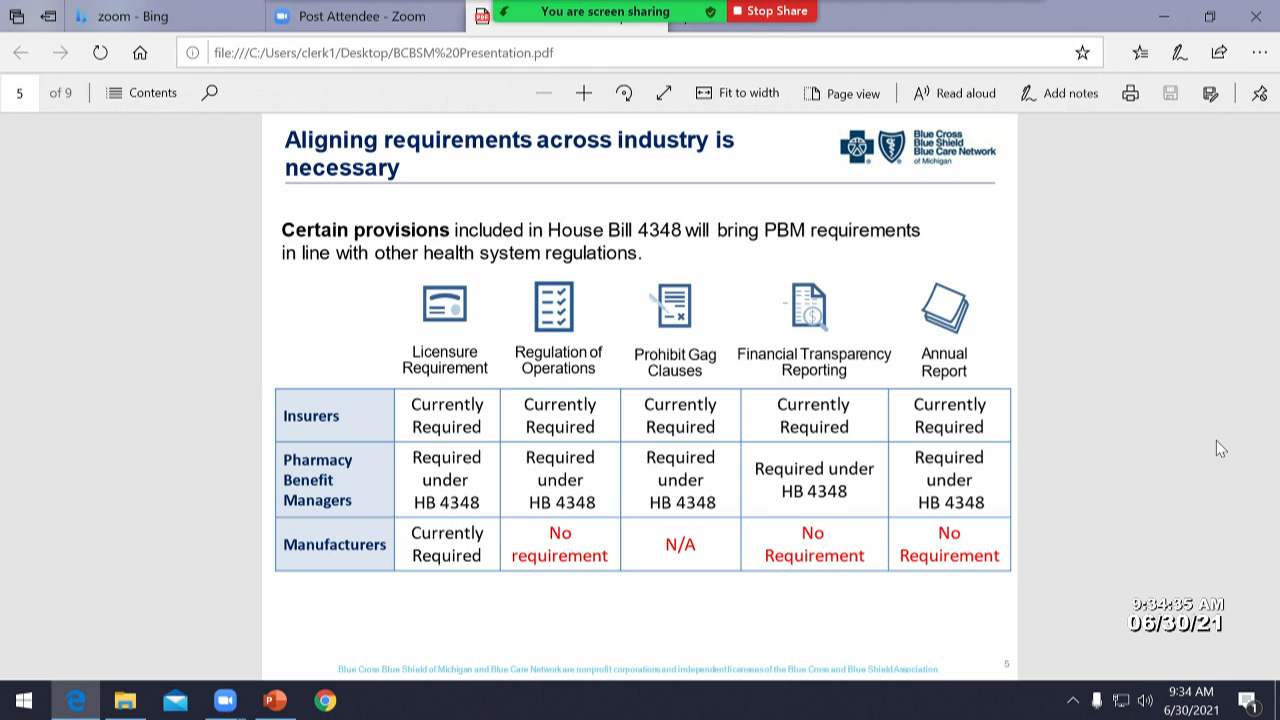 zoom - Bing
Post Attendee - Zoom
You are screen sharing
Stop Share
file:///C:/Users/clerk1/Desktop/BCBSM%20Presentation.pdf
5 of 9
Contents
Fit to width
Page view
Read aloud
Add notes
Aligning requirements across industry is
necessary
Blue Cross
Blue Shield
Blue Care Network
of Michigan
Certain provisions included in House Bill 4348 will bring PBM requirements
in line with other health system regulations.
Licensure
Requirement
Regulation of
Operations
Prohibit Gag
Clauses
Financial Transparency
Reporting
Annual
Report
Insurers
Currently
Required
Currently
Required
Currently
Required
Currently
Required
Currently
Required
Pharmacy
Benefit
Managers
Required
under
HB 4348
Required
under
HB 4348
Required
under
HB 4348
Required under
HB 4348
Required
under
HB 4348
Manufacturers
Currently
Required
No
requirement
N/A
No
Requirement
No
Requirement
9:34:35 AM
06/30/21
Blue Cross Blue Shield of Michigan and Blue Care Network are nonprofit corporations and independent licensees of the Blue Cross and Blue Shield Association
5
9:34 AM
6/30/2021
1